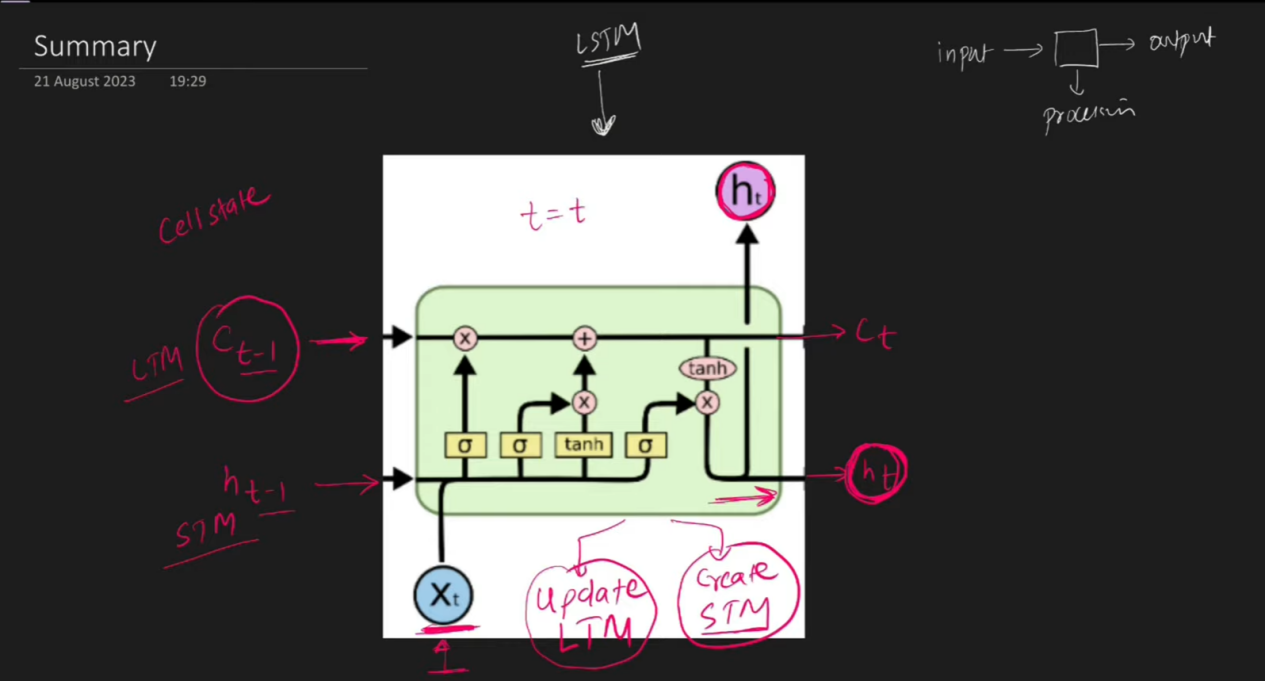 Summary
21 August 2023 19:29
LSTM
input → → output
processin
Cell state
t = t
ht
LTM Ct-1
Ct
x +
tanh
x x
σ σ tanh σ
ht-1
STM
ht
xt
Update
LTM
Create
STM
1